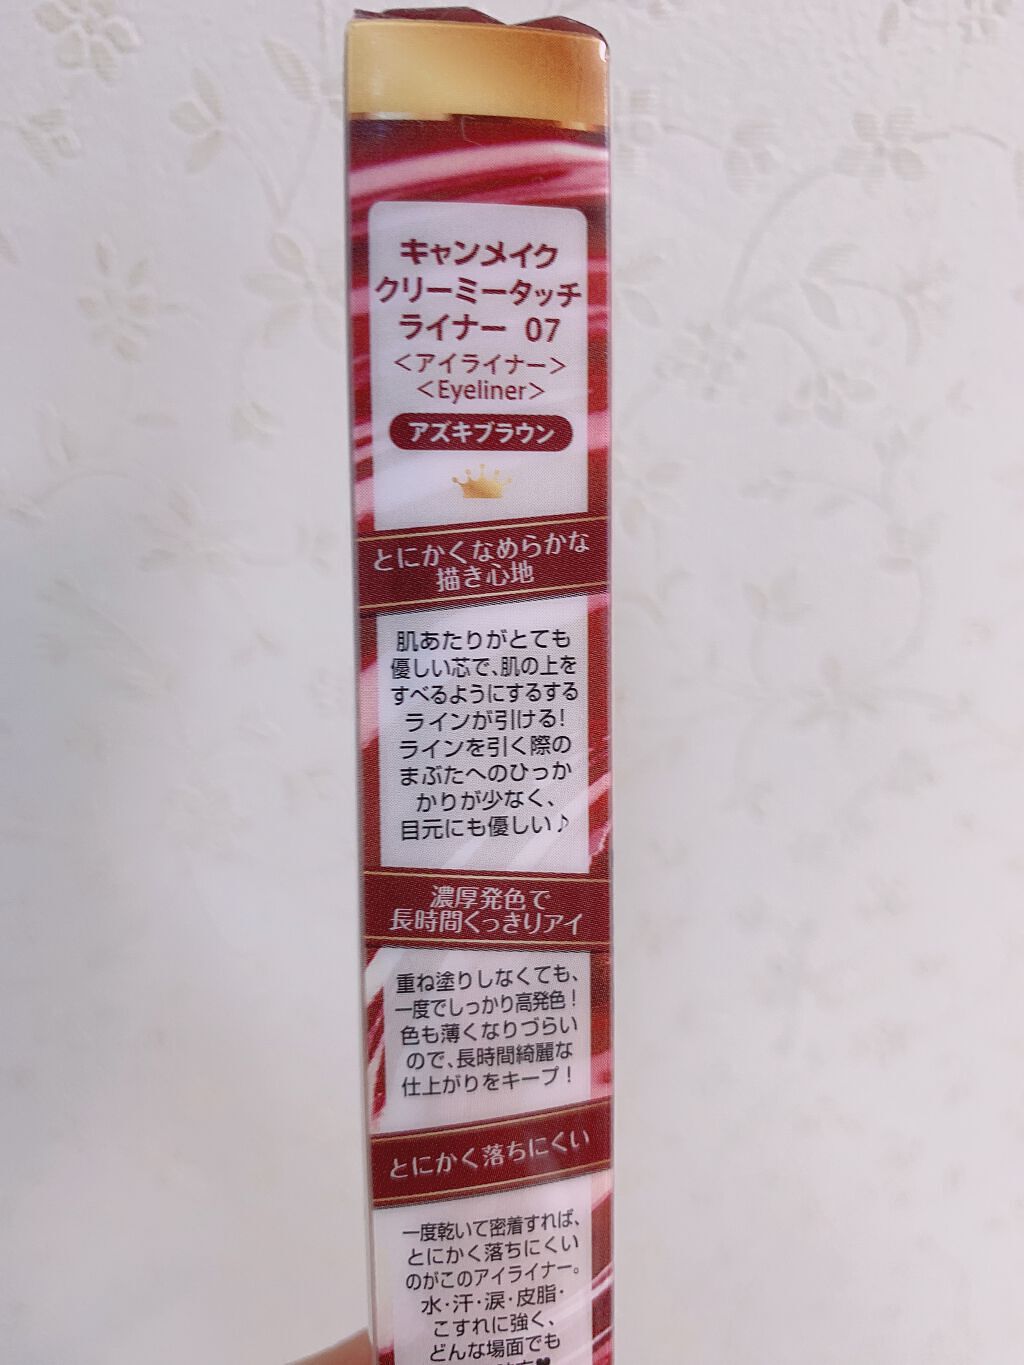 キャンメイク
クリーミータッチ
ライナー 07
<アイライナー>
<Eyeliner>
アズキブラウン
とにかくなめらかな
描き心地
肌あたりがとても
優しい芯で、肌の上を
すべるようにするする
ラインが引ける!
ラインを引く際の
まぶたへのひっか
かりが少なく、
目元にも優しい♪
濃厚発色で
長時間くっきりアイ
重ね塗りしなくても、
一度でしっかり高発色!
色も薄くなりづらい
ので、長時間綺麗な
仕上がりをキープ!
とにかく落ちにくい
一度乾いて密着すれば、
とにかく落ちにくい
のがこのアイライナー。
水・汗・涙・皮脂・
こすれに強く、
どんな場面でも